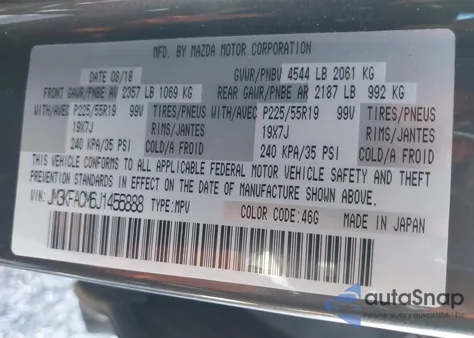 MFD. BY MAZDA MOTOR CORPORATION
DATE 08/18 GVWR/PNBV 4544 LB 2061 KG
FRONT GAWR/PNBE AV 2357 LB 1069 KG REAR GAWR/PNBE AR 2187 LB 992 KG
WITH/AVEC P225/55R19 99V TIRES/PNEUS WITH/AVEC P225/55R19 99V TIRES/PNEUS
19X7J RIMS/JANTES 19X7J RIMS/JANTES
240 KPA/35 PSI COLD/A FROID 240 KPA/35 PSI COLD/A FROID
THIS VEHICLE CONFORMS TO ALL APPLICABLE FEDERAL MOTOR VEHICLE SAFETY AND THEFT
PREVENTION STANDARDS IN EFFECT ON THE DATE OF MANUFACTURE SHOWN ABOVE.
VIN: JM3KFACM6J1456888 TYPE:MPV COLOR CODE:46G MADE IN JAPAN
autoSnap